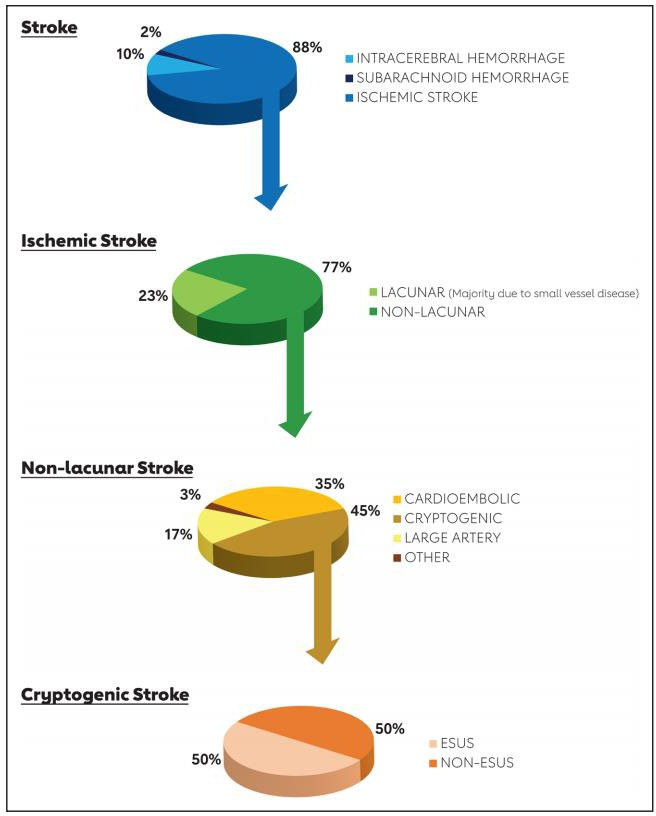 Stroke
2%
10%
88%
INTRACEREBRAL HEMORRHAGE
SUBARACHNOID HEMORRHAGE
ISCHEMIC STROKE
Ischemic Stroke
77%
23%
LACUNAR (Majority due to small vessel disease)
NON-LACUNAR
Non-lacunar Stroke
35%
3%
45%
17%
CARDIOEMBOLIC
CRYPTOGENIC
LARGE ARTERY
OTHER
Cryptogenic Stroke
50%
50%
ESUS
NON-ESUS